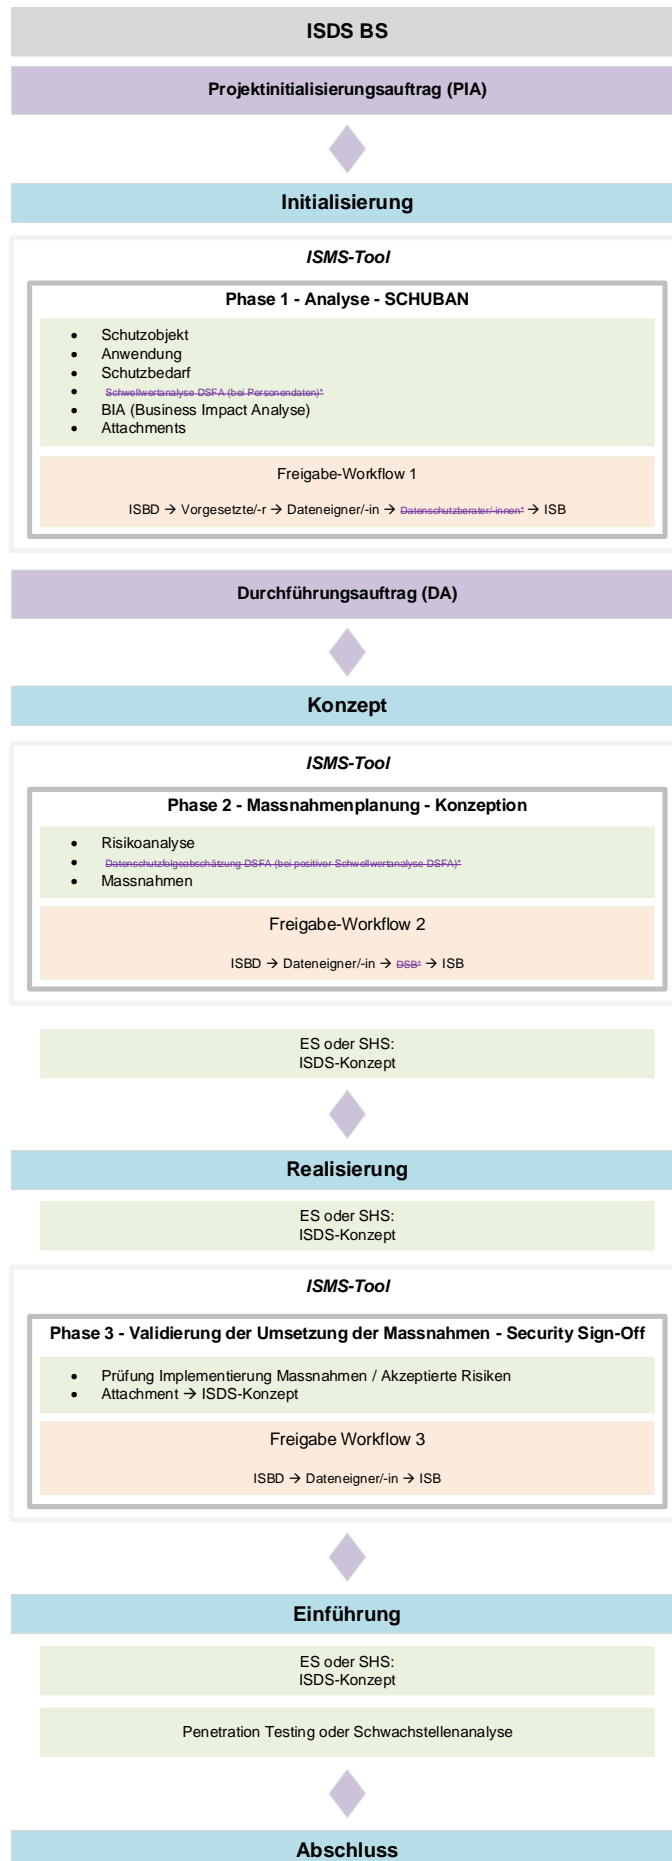 ISDS BS
Projektinitialisierungsauftrag (PIA)
Initialisierung
ISMS-Tool
Phase 1 - Analyse - SCHUBAN
• Schutzobjekt
• Anwendung
• Schutzbedarf
• Schwellwertanalyse DSFA (bei Personendaten)*
• BIA (Business Impact Analyse)
• Attachments
Freigabe-Workflow 1
ISBD → Vorgesetzte/-r → Dateneigner/-in → Datenschutzberater/-innen* → ISB
Durchführungsauftrag (DA)
Konzept
ISMS-Tool
Phase 2 - Massnahmenplanung - Konzeption
• Risikoanalyse
• Datenschutzfolgeabschätzung DSFA (bei positiver Schwellwertanalyse DSFA)*
• Massnahmen
Freigabe-Workflow 2
ISBD → Dateneigner/-in → DSB* → ISB
ES oder SHS:
ISDS-Konzept
Realisierung
ES oder SHS:
ISDS-Konzept
ISMS-Tool
Phase 3 - Validierung der Umsetzung der Massnahmen - Security Sign-Off
• Prüfung Implementierung Massnahmen / Akzeptierte Risiken
• Attachment → ISDS-Konzept
Freigabe Workflow 3
ISBD → Dateneigner/-in → ISB
Einführung
ES oder SHS:
ISDS-Konzept
Penetration Testing oder Schwachstellenanalyse
Abschluss